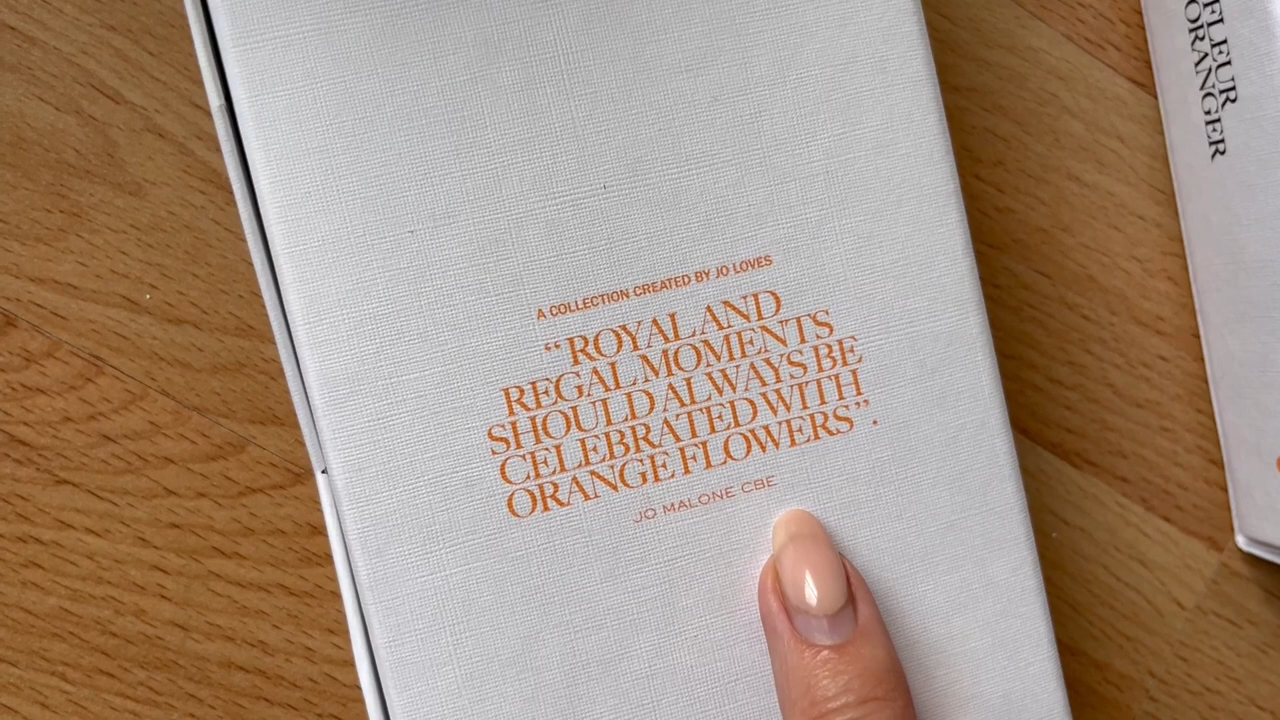 A COLLECTION CREATED BY JO LOVES
“ROYAL AND
REGAL MOMENTS
SHOULD ALWAYS BE
CELEBRATED WITH
ORANGE FLOWERS”.
JO MALONE CBE
FLEUR
ORANGER